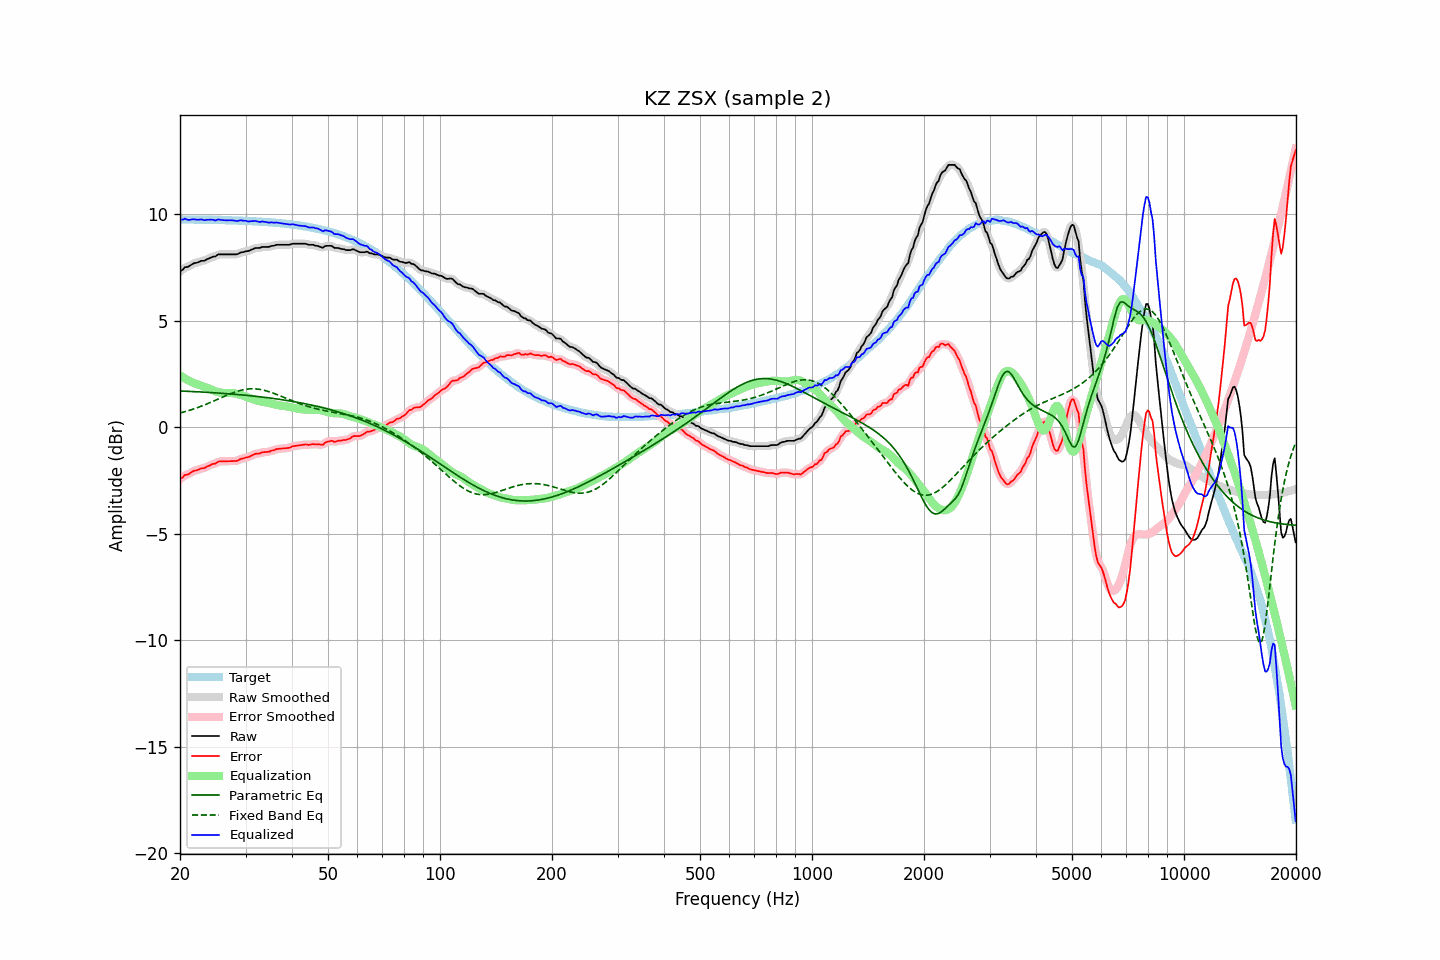 KZ ZSX (sample 2)
Amplitude (dBr)
10
5
0
−5
−10
−15
−20
Target
Raw Smoothed
Error Smoothed
Raw
Error
Equalization
Parametric Eq
Fixed Band Eq
Equalized
20 50 100 200 500 1000 2000 5000 10000 20000
Frequency (Hz)